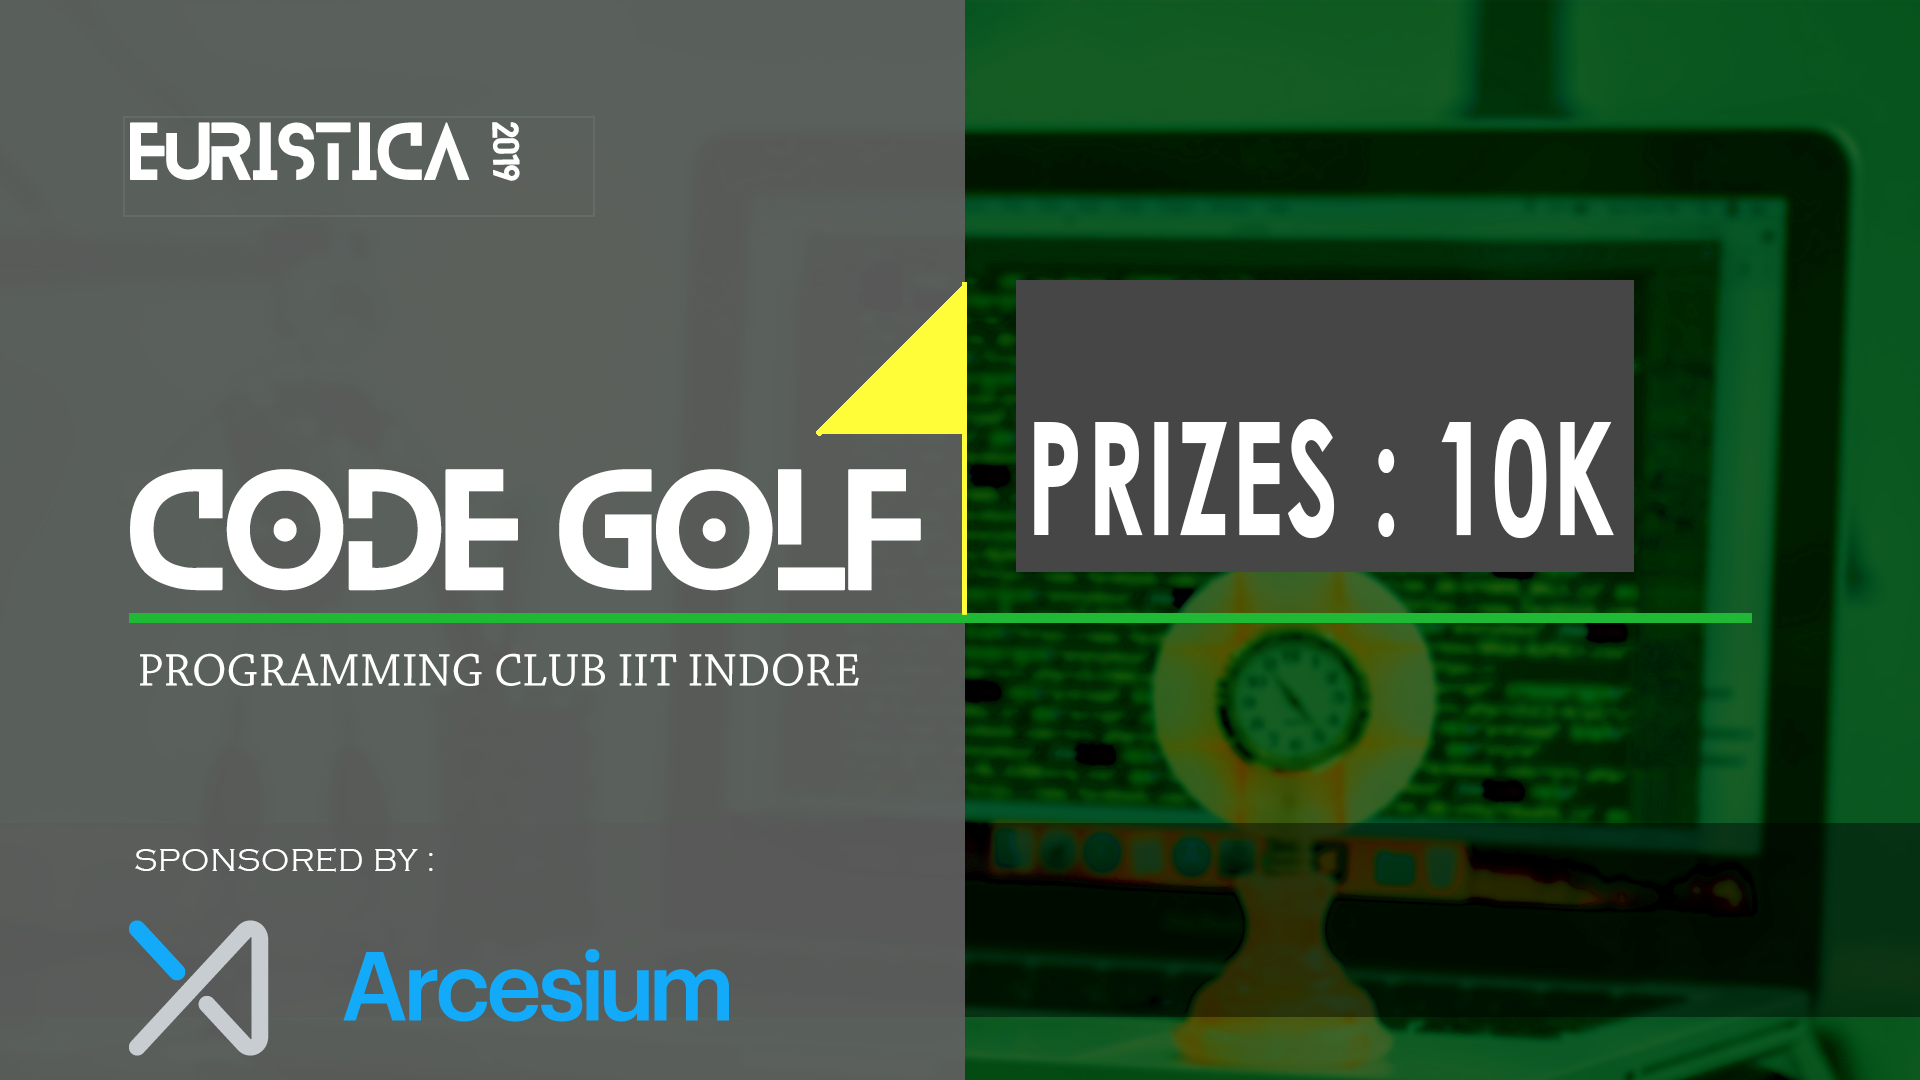 EURISTICA 2019
CODE GOLF
PRIZES : 10K
PROGRAMMING CLUB IIT INDORE
SPONSORED BY :
Arcesium